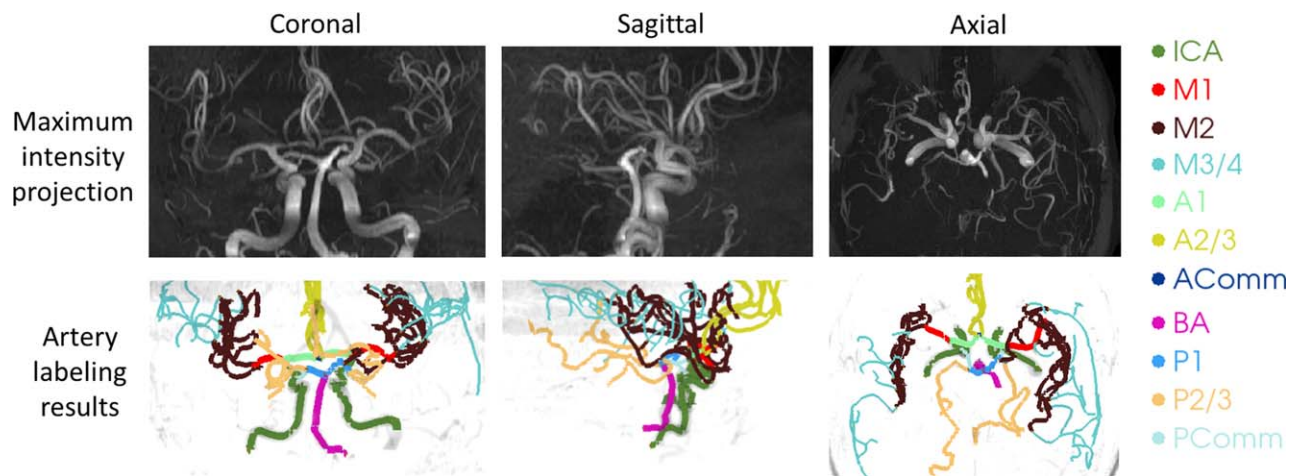 Coronal
Sagittal
Axial
Maximum
intensity
projection
Artery
labeling
results
ICA
M1
M2
M3/4
A1
A2/3
AComm
BA
P1
P2/3
PComm